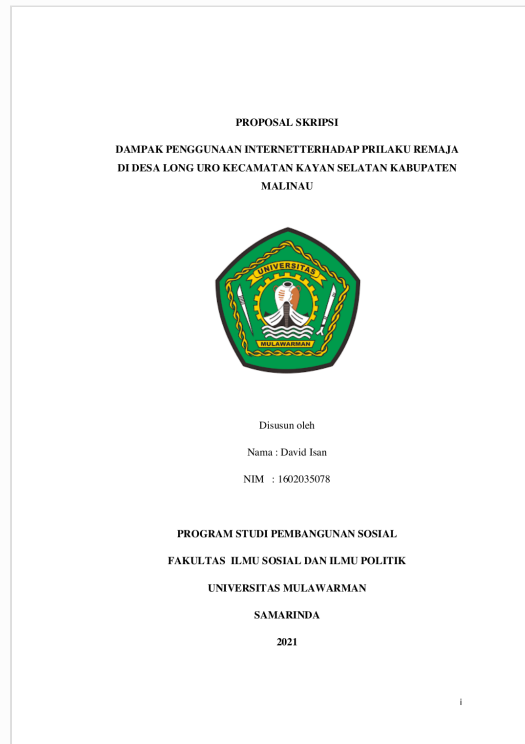 PROPOSAL SKRIPSI
DAMPAK PENGGUNAAN INTERNETTERHADAP PRILAKU REMAJA
DI DESA LONG URO KECAMATAN KAYAN SELATAN KABUPATEN
MALINAU
UNIVERSITAS
MULAWARMAN
Disusun oleh
Nama : David Isan
NIM : 1602035078
PROGRAM STUDI PEMBANGUNAN SOSIAL
FAKULTAS ILMU SOSIAL DAN ILMU POLITIK
UNIVERSITAS MULAWARMAN
SAMARINDA
2021
i